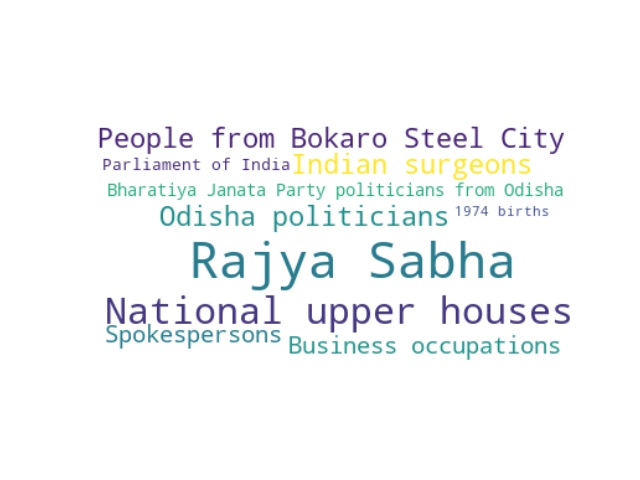 People from Bokaro Steel City
Parliament of India Indian surgeons
Bharatiya Janata Party politicians from Odisha
Odisha politicians 1974 births
Rajya Sabha
National upper houses
Spokespersons
Business occupations